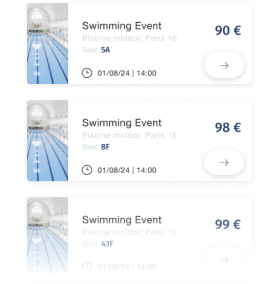 Swimming Event
90 €
Piscine molitor, Paris 16
Seat 5A
01/08/24 | 14:00
→
Swimming Event
98 €
Piscine molitor, Paris 16
Seat 8F
01/08/24 | 14:00
→
Swimming Event
99 €
Piscine molitor, Paris 16
Seat 43F
01/08/24 | 14:00
→